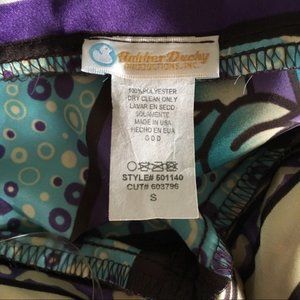 Rubber Ducky
PRODUCTIONS, INC.
100% POLYESTER
DRY CLEAN ONLY
LAVAR EN SECO
SOLAMENTE
MADE IN USA
HECHO EN EUA
G O D
STYLE# 501140
CUT# 603796
S